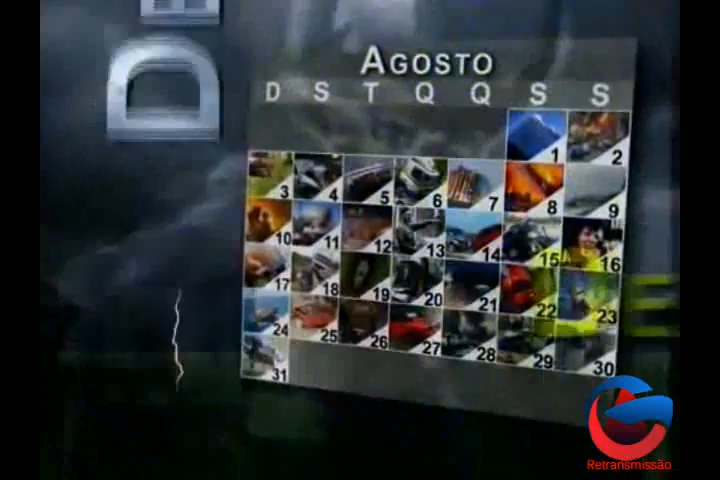 D
AGOSTO
D S T Q Q S S
1 2
3 4 5 6 7 8 9
10 11 12 13 14 15 16
17 18 19 20 21 22 23
24 25 26 27 28 29 30
31
E
Retransmissão